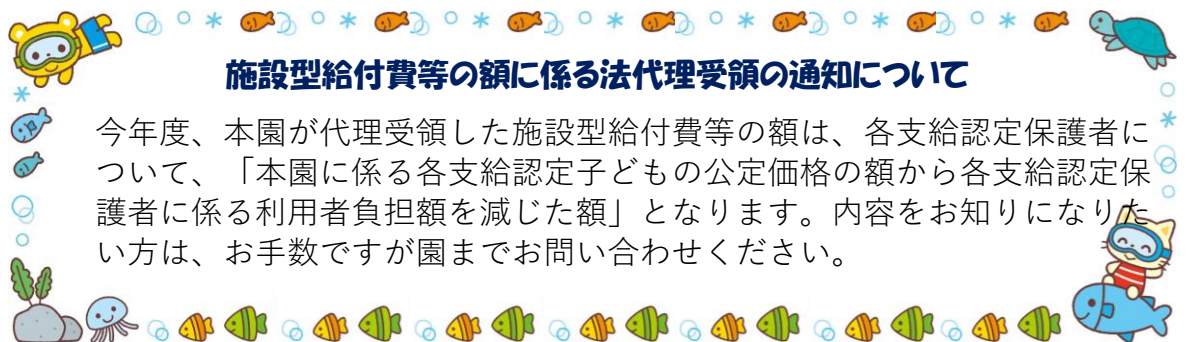 施設型給付費等の額に係る法代理受領の通知について
今年度、本園が代理受領した施設型給付費等の額は、各支給認定保護者に
ついて、「本園に係る各支給認定子どもの公定価格の額から各支給認定保
護者に係る利用者負担額を減じた額」となります。内容をお知りになりた
い方は、お手数ですが園までお問い合わせください。